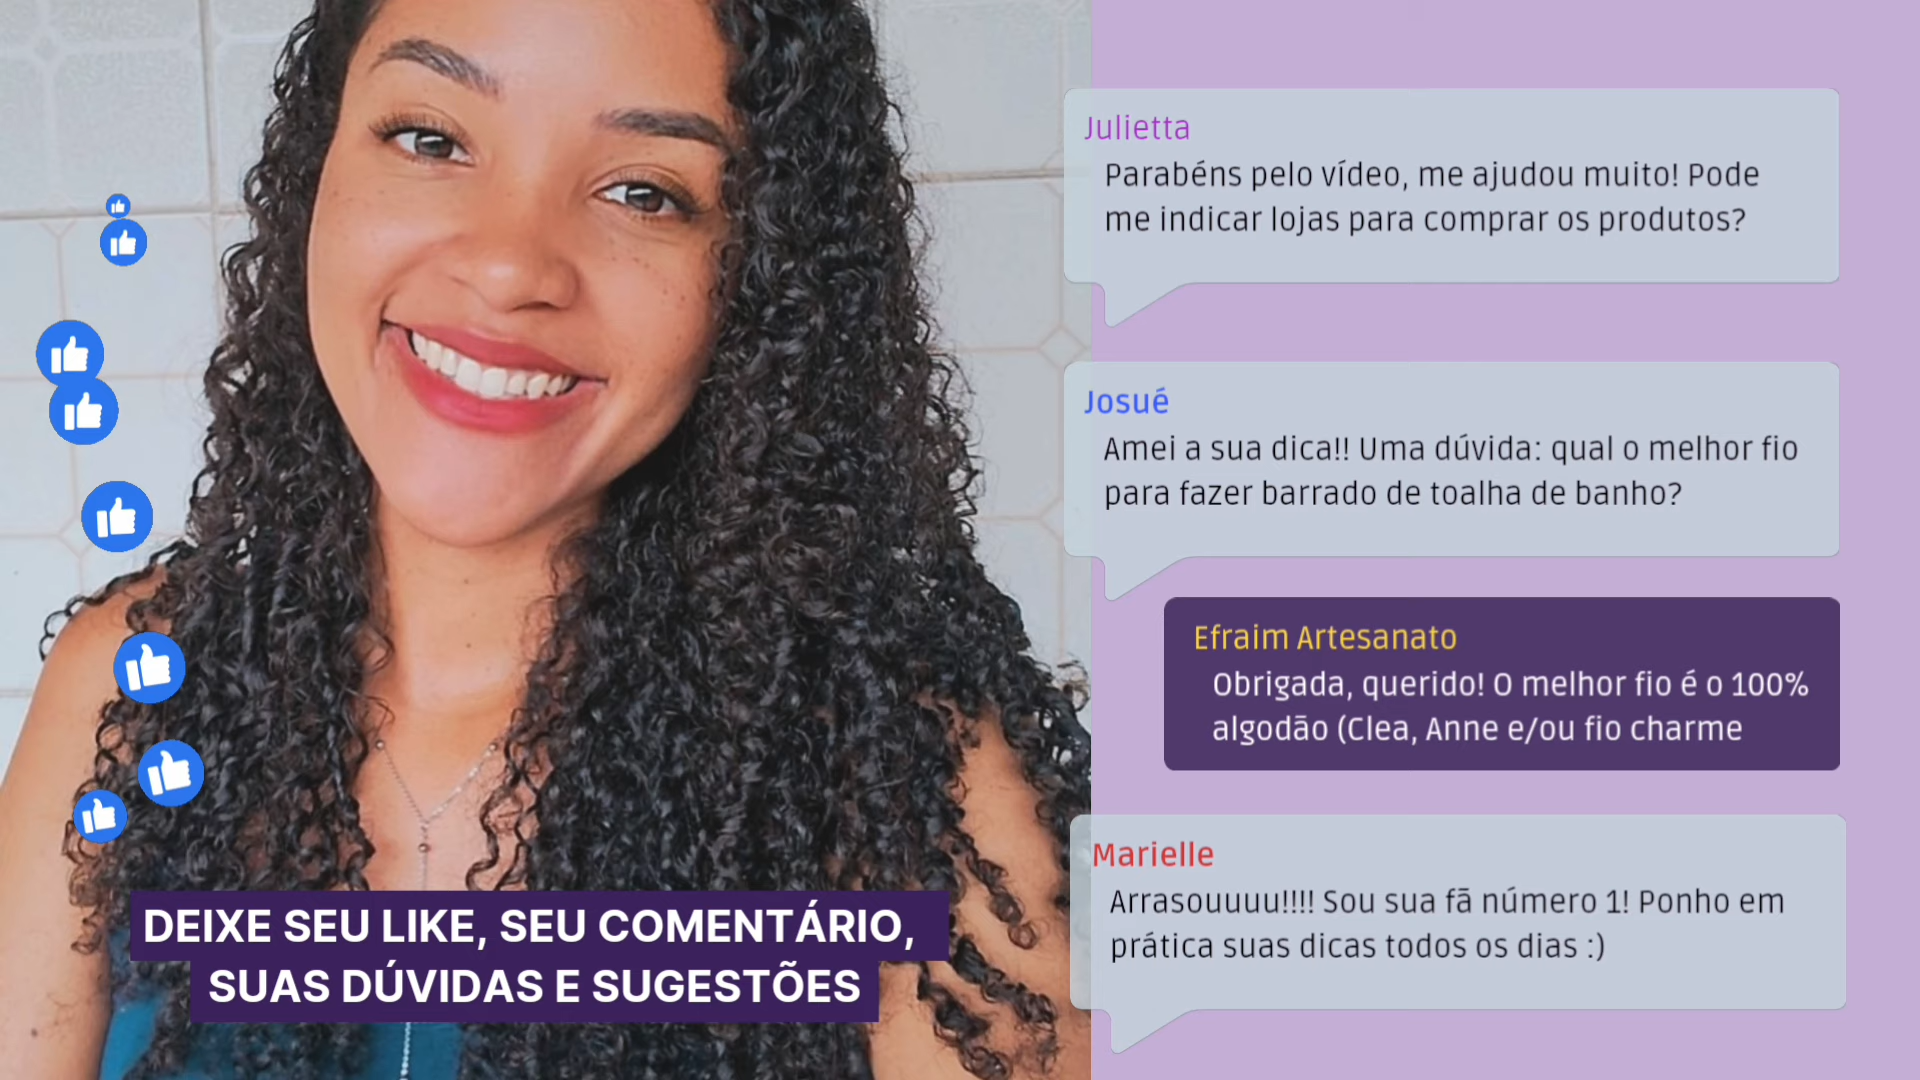 Julietta
Parabéns pelo vídeo, me ajudou muito! Pode
me indicar lojas para comprar os produtos?
Josué
Amei a sua dica!! Uma dúvida: qual o melhor fio
para fazer barrado de toalha de banho?
Efraim Artesanato
Obrigada, querido! O melhor fio é o 100%
algodão (Clea, Anne e/ou fio charme
Marielle
Arrasouuuu!!!! Sou sua fã número 1! Ponho em
prática suas dicas todos os dias :)
DEIXE SEU LIKE, SEU COMENTÁRIO,
SUAS DÚVIDAS E SUGESTÕES